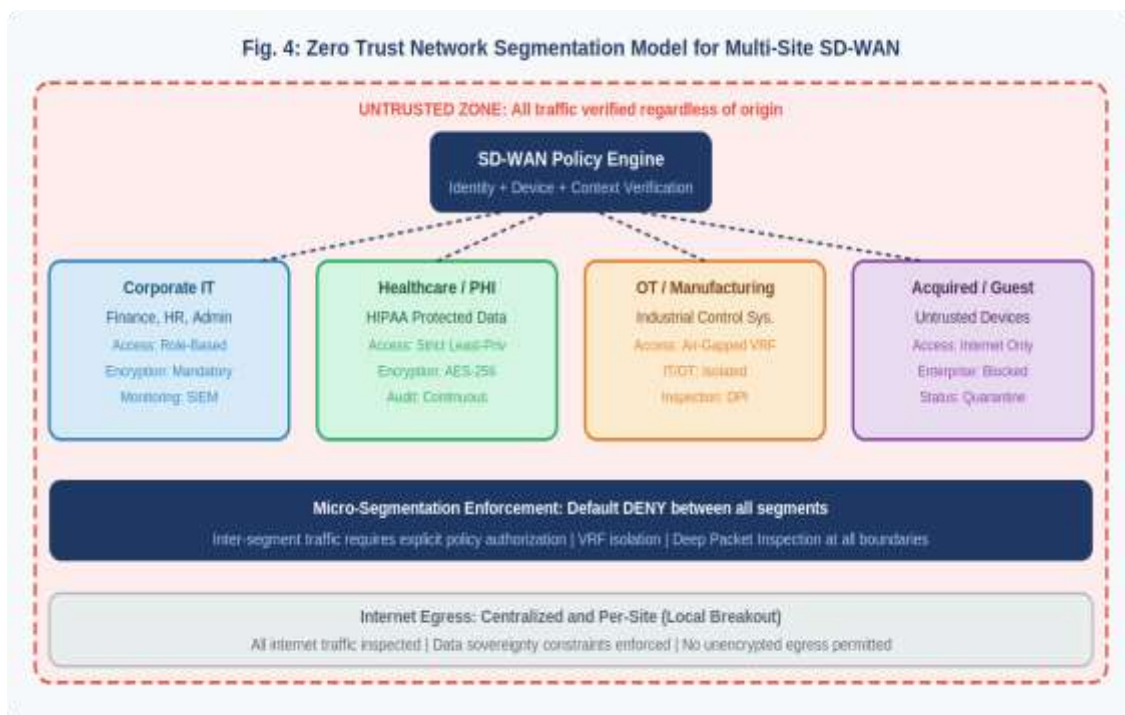 Fig. 4: Zero Trust Network Segmentation Model for Multi-Site SD-WAN
UNTRUSTED ZONE: All traffic verified regardless of origin
SD-WAN Policy Engine
Identity + Device + Context Verification
Corporate IT
Finance, HR, Admin
Access: Role-Based
Encryption: Mandatory
Monitoring: SIEM
Healthcare / PHI
HIPAA Protected Data
Access: Strict Least-Priv
Encryption: AES-256
Audit: Continuous
OT / Manufacturing
Industrial Control Sys.
Access: Air-Gapped VRF
IT/OT: Isolated
Inspection: DPI
Acquired / Guest
Untrusted Devices
Access: Internet Only
Enterprise: Blocked
Status: Quarantine
Micro-Segmentation Enforcement: Default DENY between all segments
Inter-segment traffic requires explicit policy authorization | VRF isolation | Deep Packet Inspection at all boundaries
Internet Egress: Centralized and Per-Site (Local Breakout)
All internet traffic inspected | Data sovereignty constraints enforced | No unencrypted egress permitted